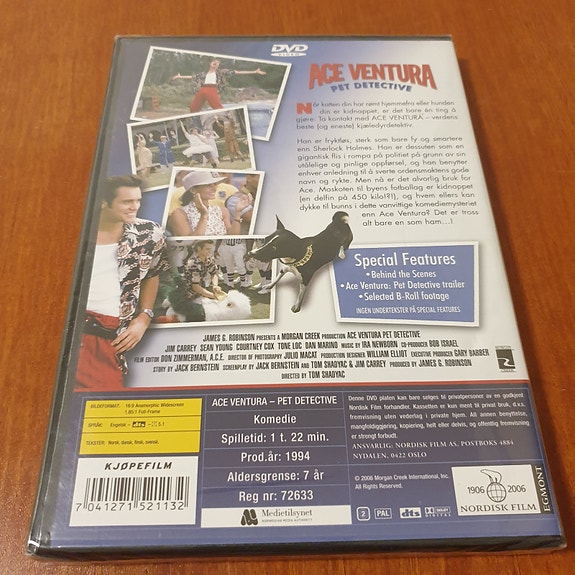 DVD
VIDEO
ACE VENTURA
PET DETECTIVE
Når katten din har rømt hjemmefra eller hunden
din er kidnappet, er det bare én ting å
gjøre. Ta kontakt med ACE VENTURA – verdens
beste (og eneste) kjæledyrdetektiv.
Han er fryktløs, sterk som bare fy og smartere
enn Sherlock Holmes. Han er dessuten som en
gigantisk flis i rompa på politiet på grunn av sin
utålelige og pinlige oppførsel, og han benytter
enhver anledning til å sverte ordensmaktens gode
navn og rykte. Men nå er det alvorlig bruk for
Ace. Maskoten til byens fotballag er kidnappet
(en delfin på 450 kilo!?!), og hvem ellers kan
dykke til bunns i dette vanvittige komediemysteriet
enn Ace Ventura? Det er tross
alt bare en som ham...!
Special Features
•Behind the Scenes
•Ace Ventura: Pet Detective trailer
•Selected B-Roll footage
INGEN UNDERTEKSTER PÅ SPECIAL FEATURES
JAMES G. ROBINSON PRESENTS A MORGAN CREEK PRODUCTION ACE VENTURA PET DETECTIVE
JIM CARREY SEAN YOUNG COURTNEY COX TONE LOC DAN MARINO MUSIC BY IRA NEWBORN CO-PRODUCER BOB ISRAEL
FILM EDITOR DON ZIMMERMAN, A.C.E. DIRECTOR OF PHOTOGRAPHY JULIO MACAT PRODUCTION DESIGNER WILLIAM ELLIOT EXECUTIVE PRODUCER GARY BARBER
STORY BY JACK BERNSTEIN SCREENPLAY BY JACK BERNSTEIN AND TOM SHADYAC & JIM CARREY PRODUCED BY JAMES G. ROBINSON
DIRECTED BY TOM SHADYAC
BILDEFORMAT: 16:9 Anamorphic Widescreen
1.85:1 Full-Frame
SPRÅK: Engelsk - dts - 5.1
TEKSTER: Norsk, dansk, finsk, svensk.
KJØPEFILM
7 041271 521132
ACE VENTURA – PET DETECTIVE
Komedie
Spilletid: 1 t. 22 min.
Prod.år: 1994
Aldersgrense: 7 år
Reg nr: 72633
Medietilsynet
NORWEGIAN MEDIA AUTHORITY
Denne DVD platen kan bare selges til privatpersoner av en godkjent
Nordisk Film forhandler. Kassetten er kun ment til privat bruk, d.v.s.
fremvisning uten vederlag i private hjem. All annen benyttelse,
mangfoldiggjøring, kopiering, helt eller delvis, og offentlig fremvisning
er strengt forbudt.
ANSVARLIG: NORDISK FILM AS, POSTBOKS 4884
NYDALEN, 0422 OSLO
© 2006 Morgan Creek International, Inc.
All Rights Reserved.
2 PAL dts DOLBY DIGITAL
1906 2006
NORDISK FILM
EGMONT